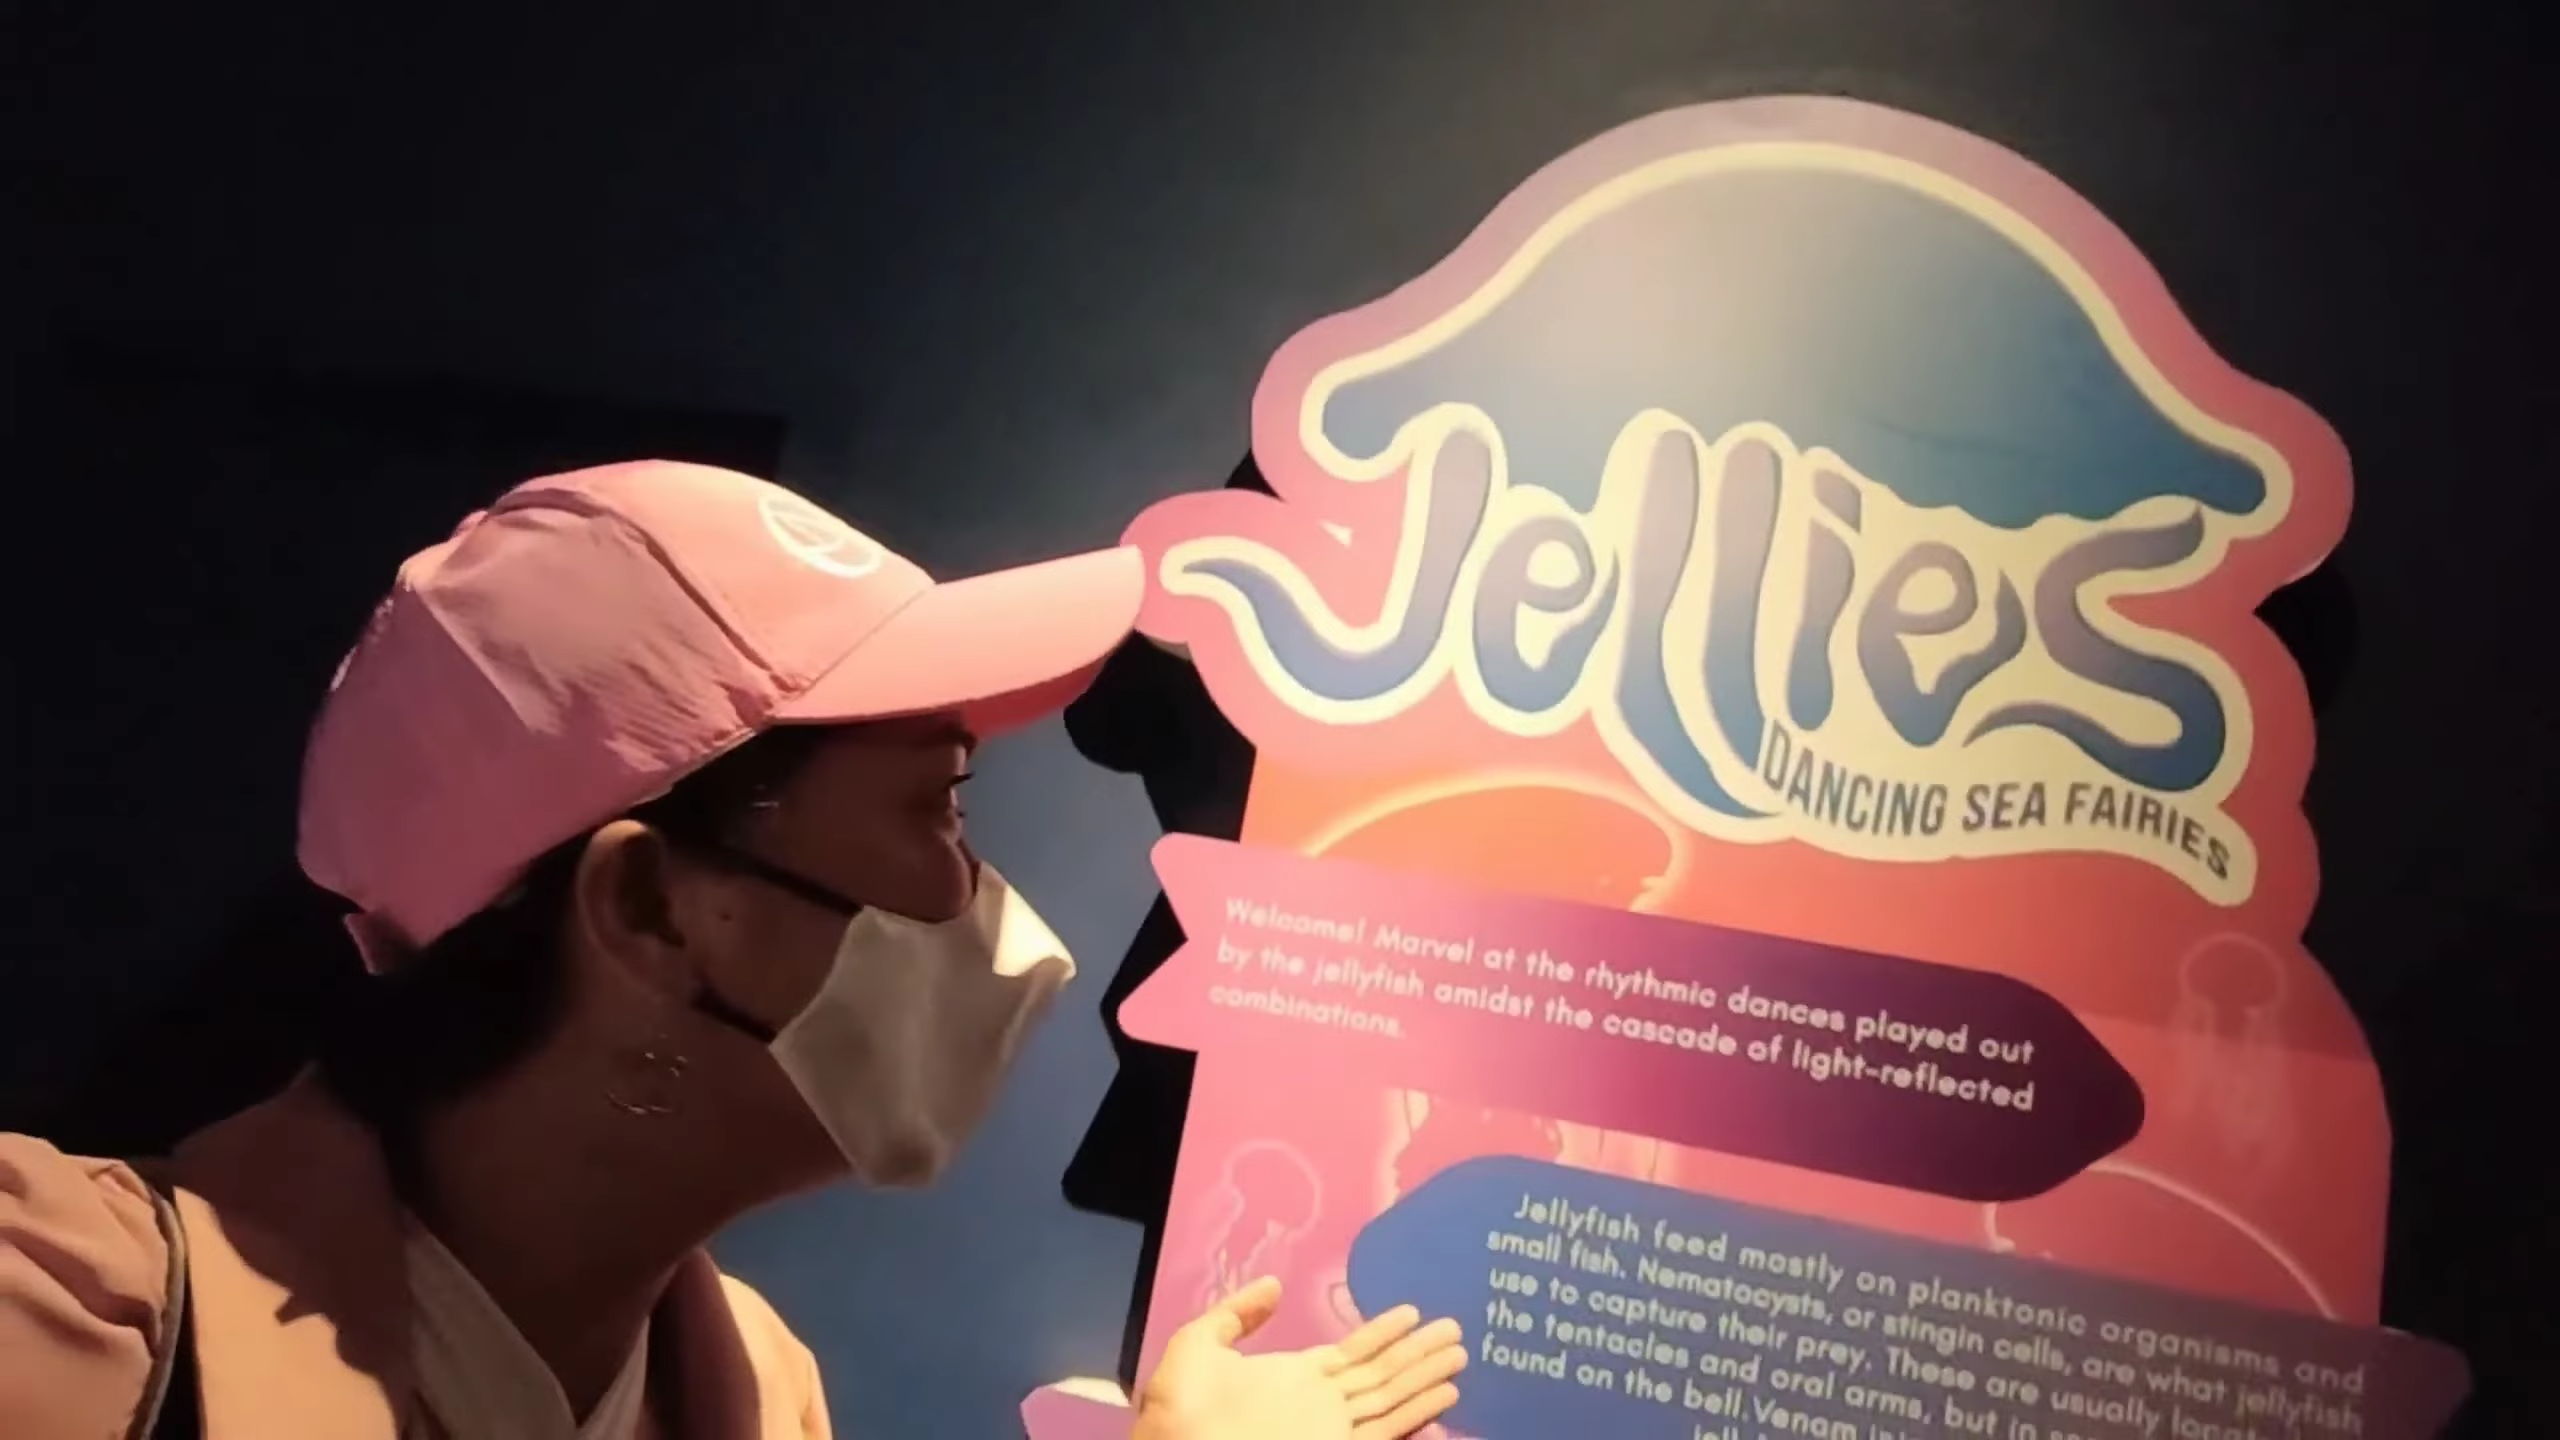 Jellies
DANCING SEA FAIRIES
Welcome! Marvel at the rhythmic dances played out
by the jellyfish amidst the cascade of light-reflected
combinations.
Jellyfish feed mostly on planktonic organisms and
small fish. Nematocysts, or stingin cells, are what jellyfish
use to capture their prey. These are usually
the tentacles and oral arms, but in
found on the bell. Venom